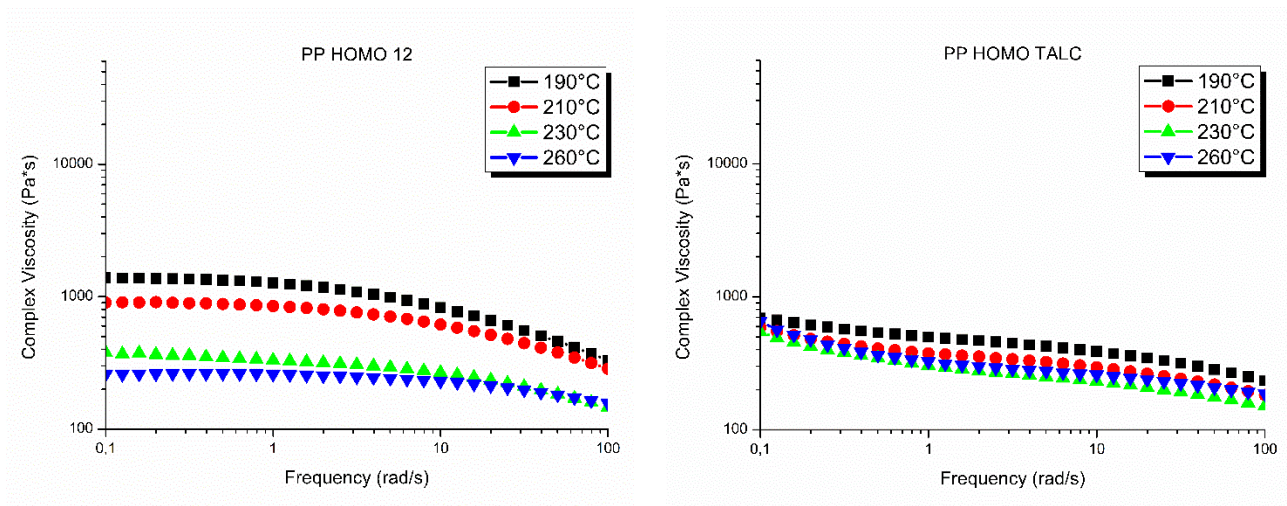 PP HOMO 12
190°C
210°C
230°C
260°C
10000
1000
100
Complex Viscosity (Pa*s)
0,1
1
10
100
Frequency (rad/s)
PP HOMO TALC
190°C
210°C
230°C
260°C
10000
1000
100
Complex Viscosity (Pa*s)
0,1
1
10
100
Frequency (rad/s)